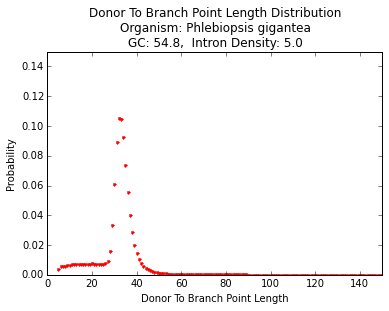 Donor To Branch Point Length Distribution
Organism: Phlebiopsis gigantea
GC: 54.8,  Intron Density: 5.0
0.14
0.12
0.10
0.08
0.06
0.04
0.02
0.00
Probability
0 20 40 60 80 100 120 140
Donor To Branch Point Length